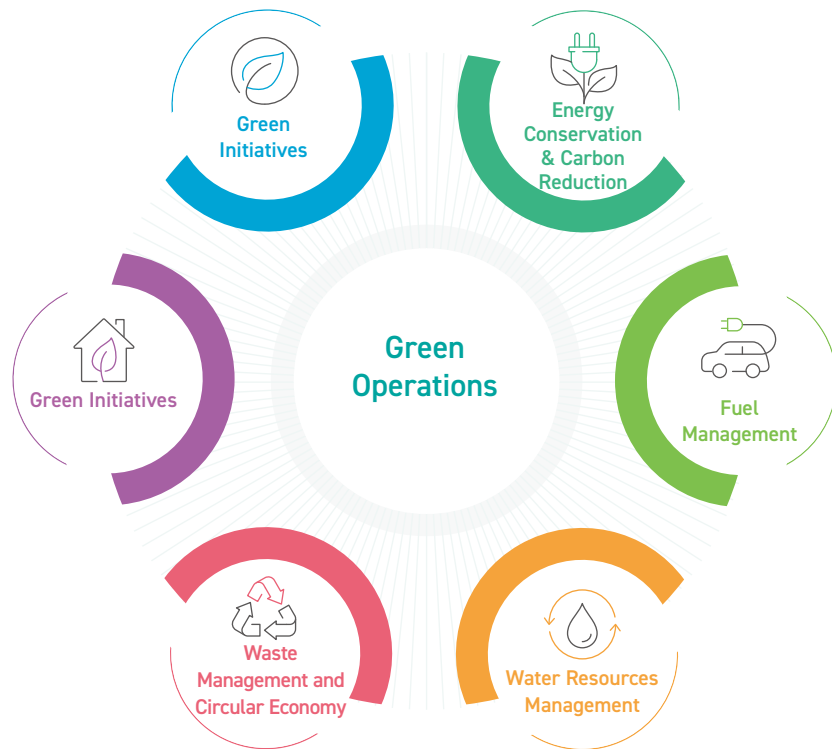 Green
Initiatives
Energy
Conservation
& Carbon
Reduction
Green
Operations
Green Initiatives
Fuel
Management
Waste
Management and
Circular Economy
Water Resources
Management